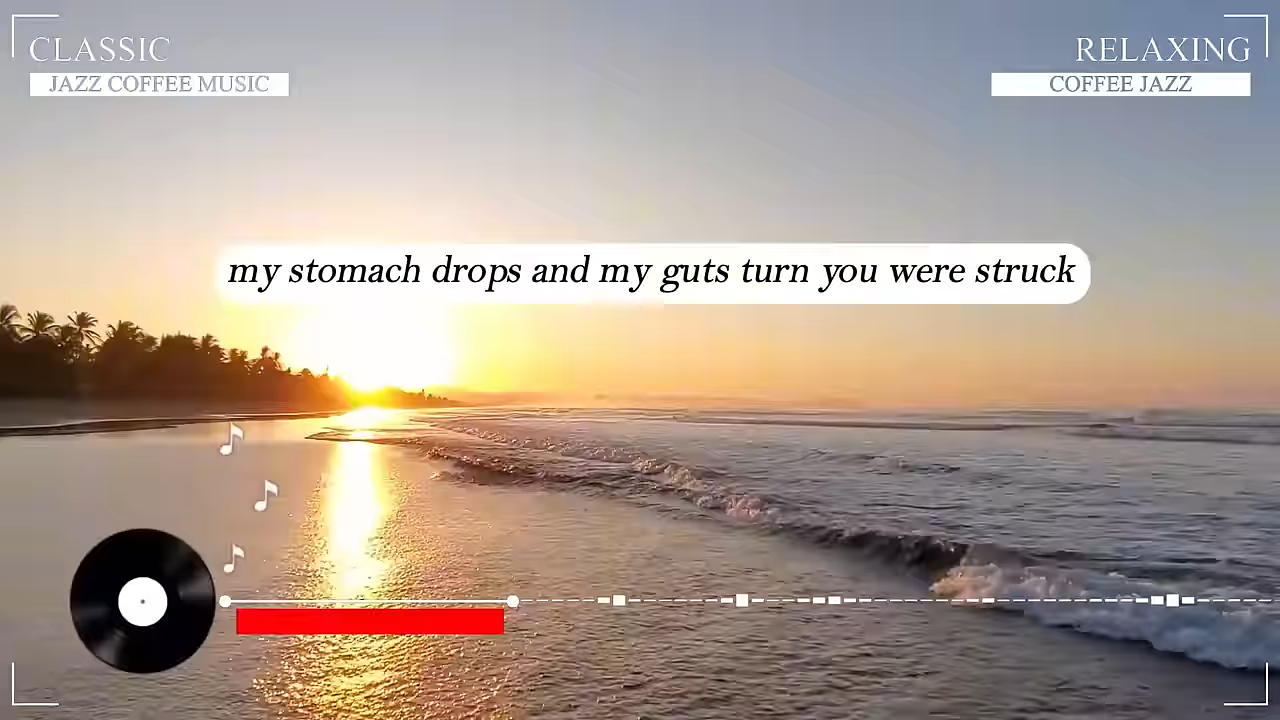 CLASSIC
JAZZ COFFEE MUSIC
RELAXING
COFFEE JAZZ
my stomach drops and my guts turn you were struck